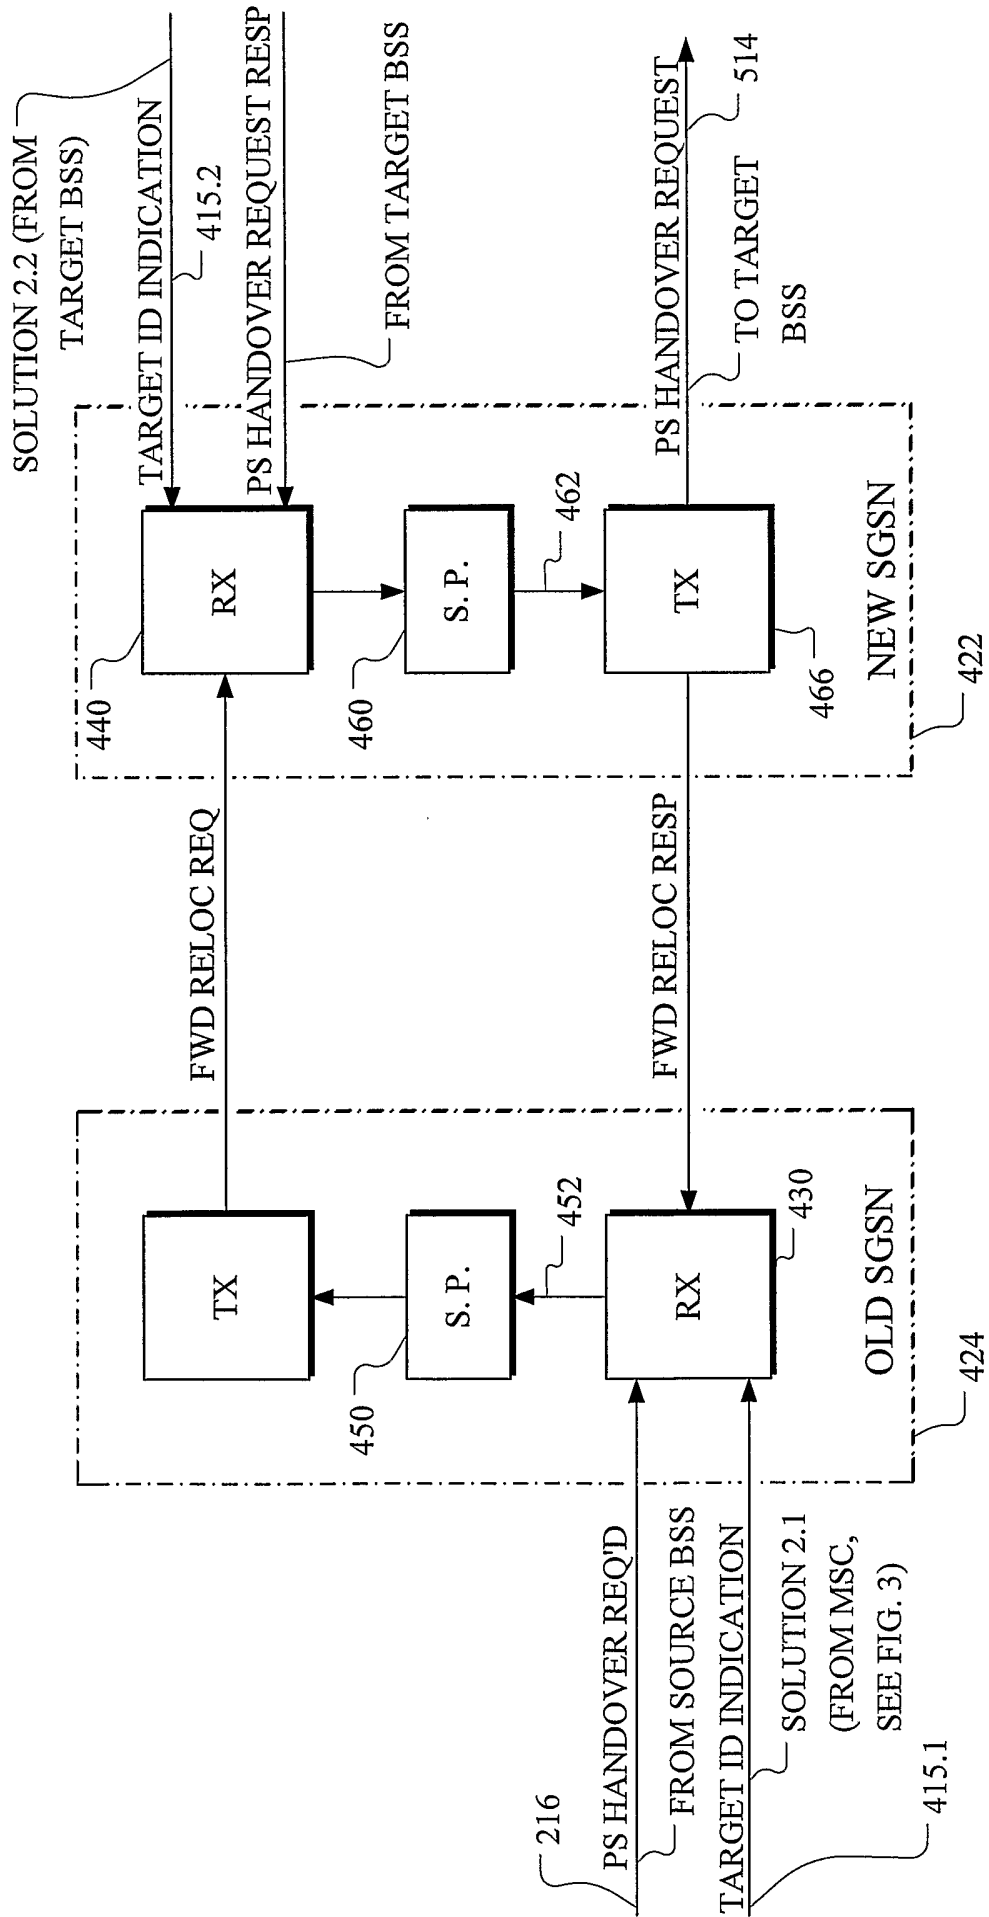 216
PS HANDOVER REQ'D
FROM SOURCE BSS
TARGET ID INDICATION
SOLUTION 2.1
(FROM MSC,
SEE FIG. 3)
415.1
TX
S. P.
450
452
RX
430
OLD SGSN
424
FWD RELOC REQ
FWD RELOC RESP
440
RX
460
S. P.
462
TX
466
NEW SGSN
422
SOLUTION 2.2 (FROM
TARGET BSS)
TARGET ID INDICATION
415.2
PS HANDOVER REQUEST RESP
FROM TARGET BSS
PS HANDOVER REQUEST
514
TO TARGET
BSS